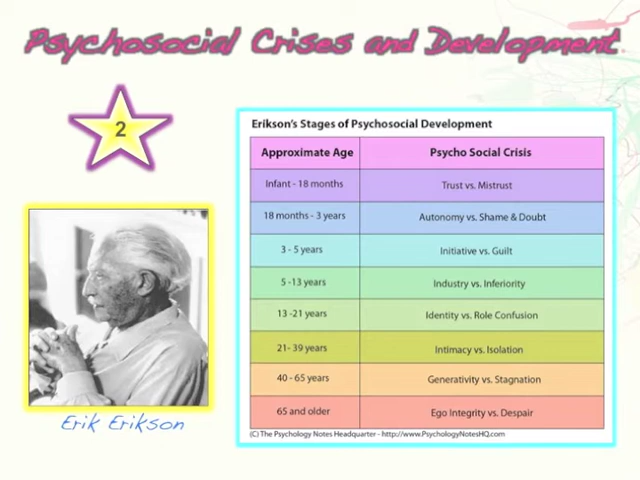 Psychosocial Crises and Development
2
Erikson's Stages of Psychosocial Development
Approximate Age Psycho Social Crisis
Infant - 18 months Trust vs. Mistrust
18 months - 3 years Autonomy vs. Shame & Doubt
3 - 5 years Initiative vs. Guilt
5 -13 years Industry vs. Inferiority
13 -21 years Identity vs. Role Confusion
21- 39 years Intimacy vs. Isolation
40 - 65 years Generativity vs. Stagnation
65 and older Ego Integrity vs. Despair
(C) The Psychology Notes Headquarter - http://www.PsychologyNotesHQ.com
Erik Erikson